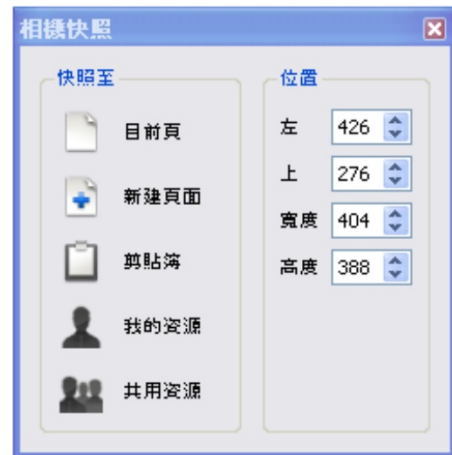 相機快照
快照至
目前頁
新建頁面
剪貼簿
我的資源
共用資源
位置
左 426
上 276
寬度 404
高度 388